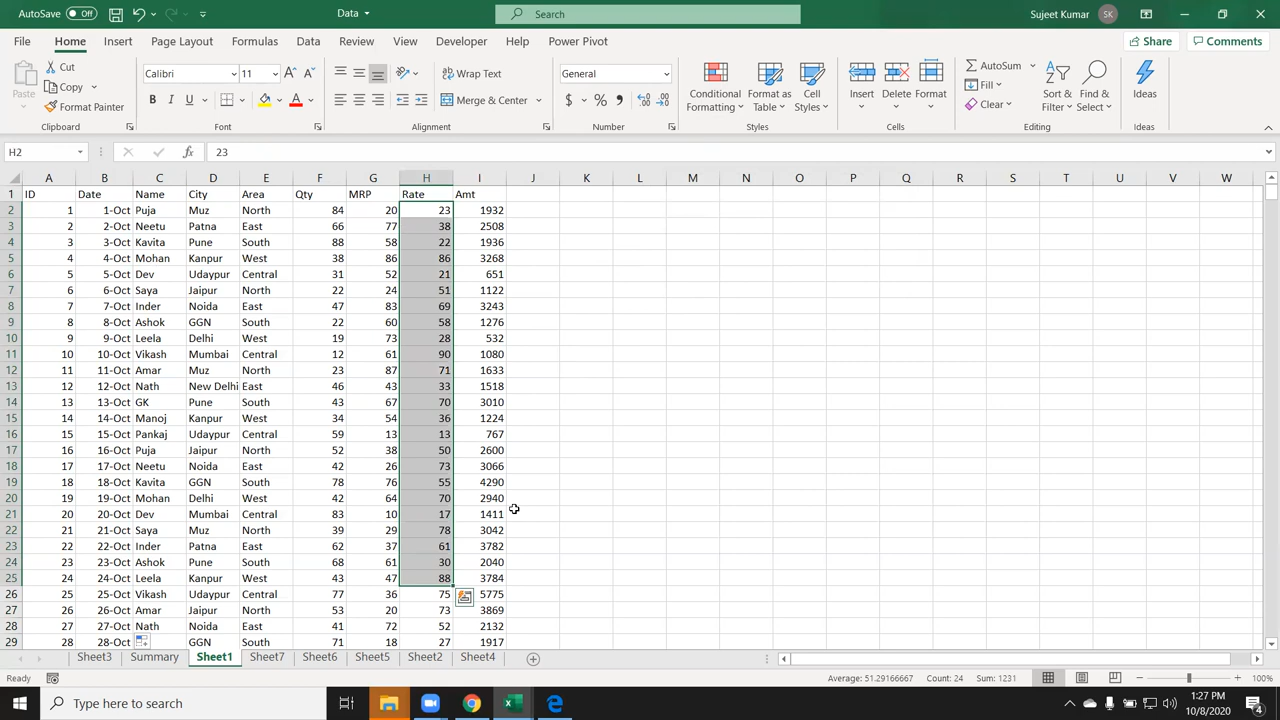 AutoSave Off Data Search Sujeet Kumar SK
File Home Insert Page Layout Formulas Data Review View Developer Help Power Pivot Share Comments
Paste Cut Copy Format Painter Clipboard
Calibri 11 B I U A Font
Wrap Text Merge & Center Alignment
General $ % , Number
Conditional Formatting Format as Table Cell Styles Styles
Insert Delete Format Cells
AutoSum Fill Clear Sort & Filter Find & Select Editing
Ideas Ideas
H2 fx 23
A B C D E F G H I J K L M N O P Q R S T U V W
1 ID Date Name City Area Qty MRP Rate Amt
2 1 1-Oct Puja Muz North 84 20 23 1932
3 2 2-Oct Neetu Patna East 66 77 38 2508
4 3 3-Oct Kavita Pune South 88 58 22 1936
5 4 4-Oct Mohan Kanpur West 38 86 86 3268
6 5 5-Oct Dev Udaypur Central 31 52 21 651
7 6 6-Oct Saya Jaipur North 22 24 51 1122
8 7 7-Oct Inder Noida East 47 83 69 3243
9 8 8-Oct Ashok GGN South 22 60 58 1276
10 9 9-Oct Leela Delhi West 19 73 28 532
11 10 10-Oct Vikash Mumbai Central 12 61 90 1080
12 11 11-Oct Amar Muz North 23 87 71 1633
13 12 12-Oct Nath New Delhi East 46 43 33 1518
14 13 13-Oct GK Pune South 43 67 70 3010
15 14 14-Oct Manoj Kanpur West 34 54 36 1224
16 15 15-Oct Pankaj Udaypur Central 59 13 13 767
17 16 16-Oct Puja Jaipur North 52 38 50 2600
18 17 17-Oct Neetu Noida East 42 26 73 3066
19 18 18-Oct Kavita GGN South 78 76 55 4290
20 19 19-Oct Mohan Delhi West 42 64 70 2940
21 20 20-Oct Dev Mumbai Central 83 10 17 1411
22 21 21-Oct Saya Muz North 39 29 78 3042
23 22 22-Oct Inder Patna East 62 37 61 3782
24 23 23-Oct Ashok Pune South 68 61 30 2040
25 24 24-Oct Leela Kanpur West 43 47 88 3784
26 25 25-Oct Vikash Udaypur Central 77 36 75 5775
27 26 26-Oct Amar Jaipur North 53 20 73 3869
28 27 27-Oct Nath Noida East 41 72 52 2132
29 28 28-Oct GGN South 71 18 27 1917
Sheet3 Summary Sheet1 Sheet7 Sheet6 Sheet5 Sheet2 Sheet4
Average: 51.29166667 Count: 24 Sum: 1231 100%
Type here to search
1:27 PM
10/8/2020
4